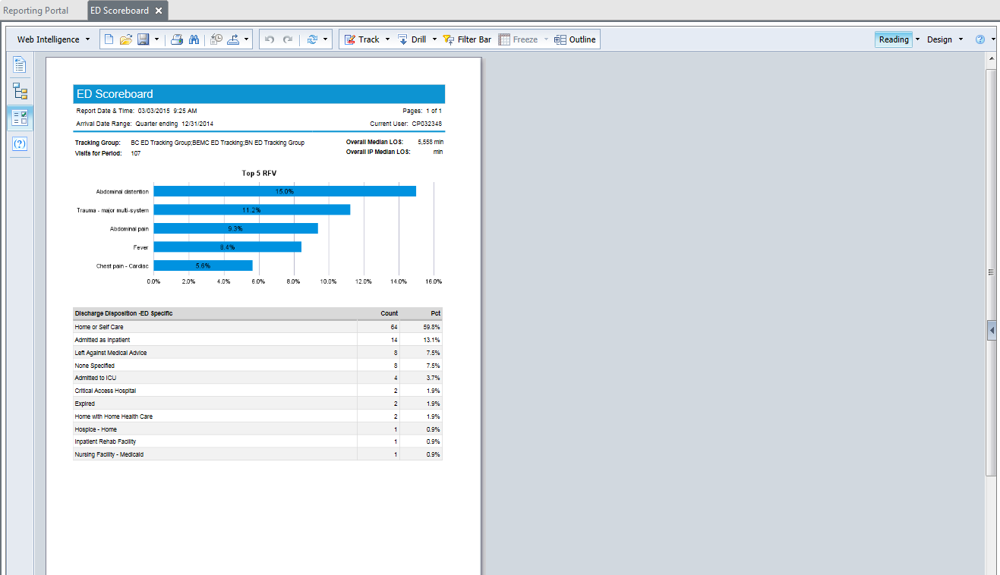 Reporting Portal ED Scoreboard
Web Intelligence Track Drill Filter Bar Freeze Outline Reading Design
ED Scoreboard
Report Date & Time: 03/03/2015 9:25 AM Pages: 1 of 1
Arrival Date Range: Quarter ending 12/31/2014 Current User: CP032348
Tracking Group: BC ED Tracking Group;BEMC ED Tracking;BN ED Tracking Group Overall Median LOS: 5,558 min
Visits for Period: 107 Overall IP Median LOS: min
Top 5 RFV
Abdominal distention 15.0%
Trauma - major multi-system 11.2%
Abdominal pain 9.3%
Fever 8.4%
Chest pain - Cardiac 5.6%
0.0% 2.0% 4.0% 6.0% 8.0% 10.0% 12.0% 14.0% 16.0%
Discharge Disposition -ED Specific Count Pct
Home or Self Care 64 59.8%
Admitted as Inpatient 14 13.1%
Left Against Medical Advice 8 7.5%
None Specified 8 7.5%
Admitted to ICU 4 3.7%
Critical Access Hospital 2 1.9%
Expired 2 1.9%
Home with Home Health Care 2 1.9%
Hospice - Home 1 0.9%
Inpatient Rehab Facility 1 0.9%
Nursing Facility - Medicaid 1 0.9%